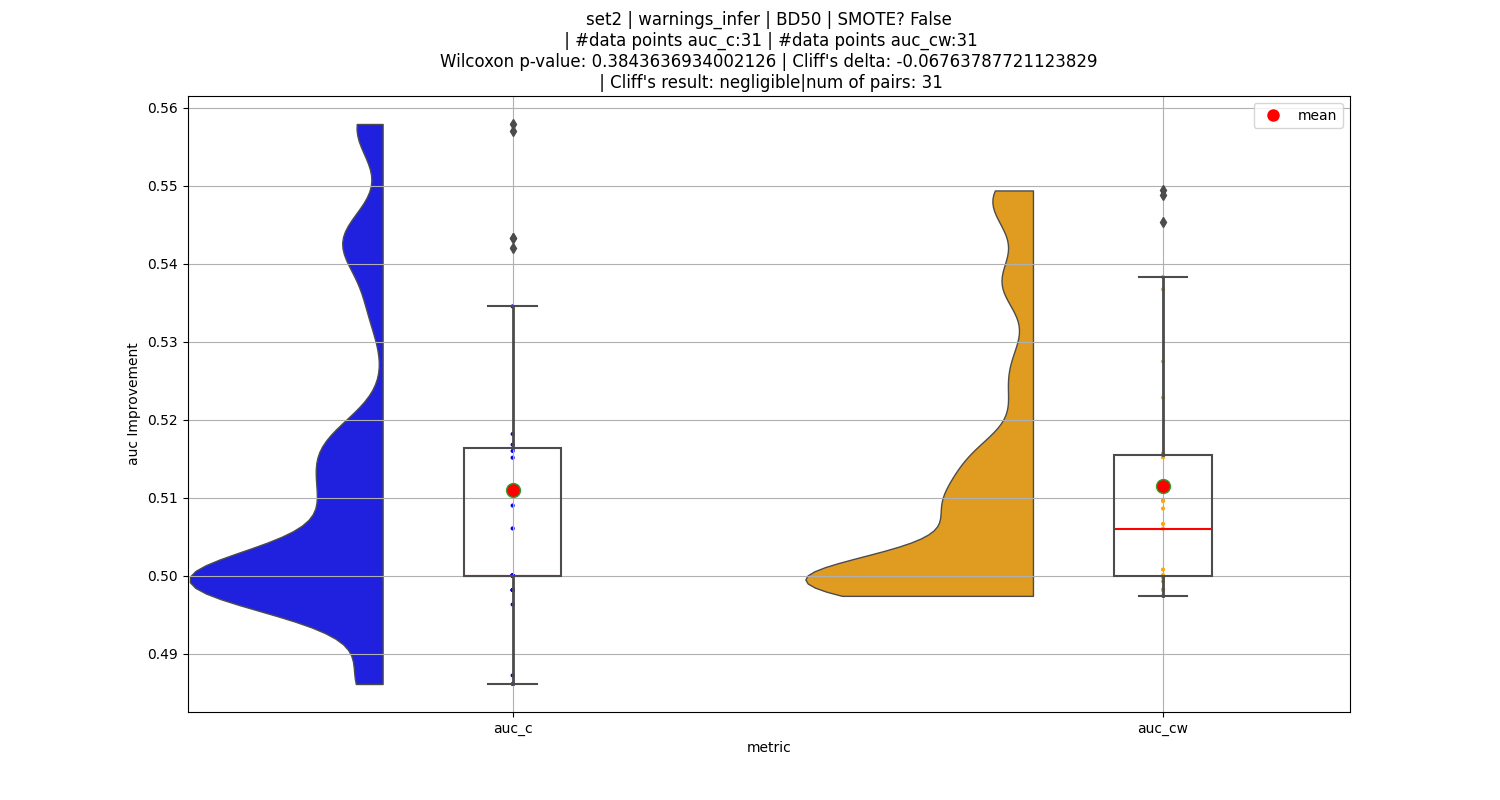 set2 | warnings_infer | BD50 | SMOTE? False
| #data points auc_c:31 | #data points auc_cw:31
Wilcoxon p-value: 0.3843636934002126 | Cliff's delta: -0.06763787721123829
| Cliff's result: negligible|num of pairs: 31
mean
0.56
0.55
0.54
0.53
0.52
0.51
0.50
0.49
auc Improvement
auc_c
auc_cw
metric